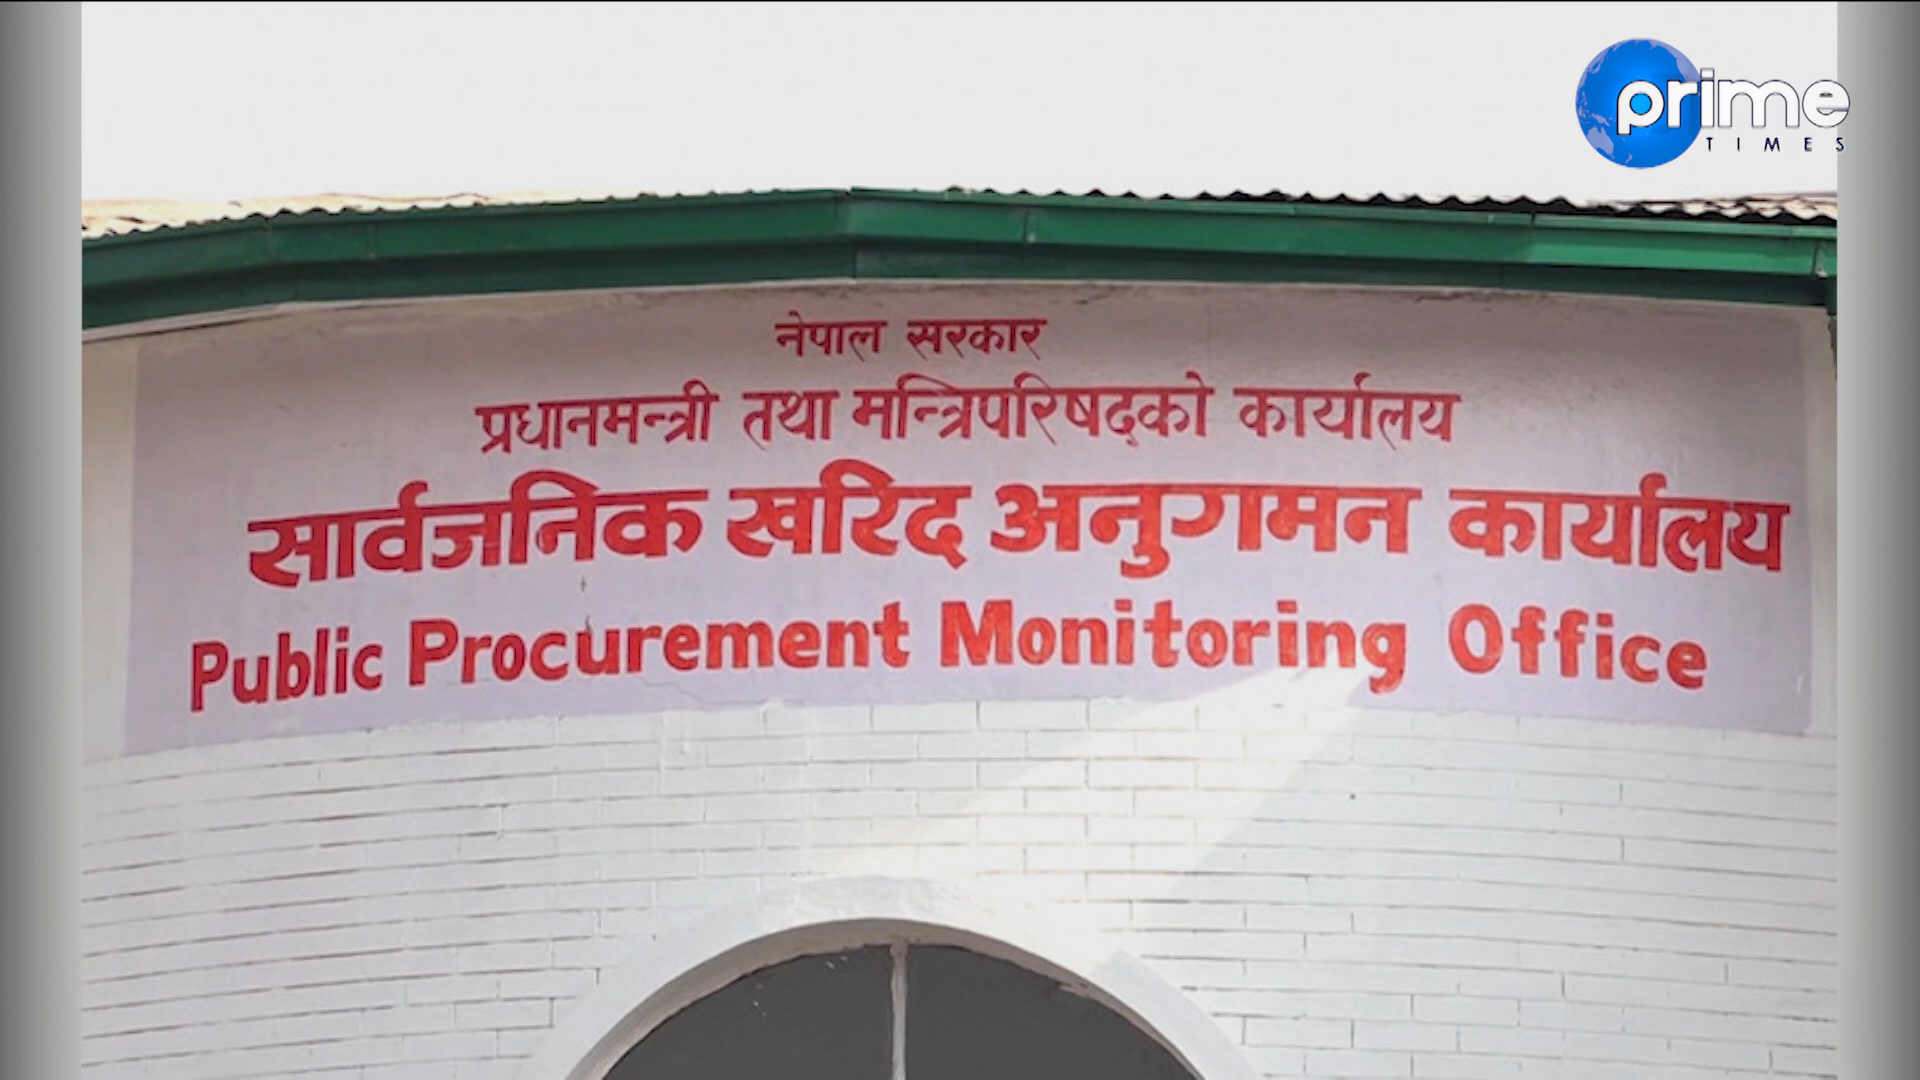 prime
TIMES
नेपाल सरकार
प्रधानमन्त्री तथा मन्त्रिपरिषद्को कार्यालय
सार्वजनिक खरिद अनुगमन कार्यालय
Public Procurement Monitoring Office